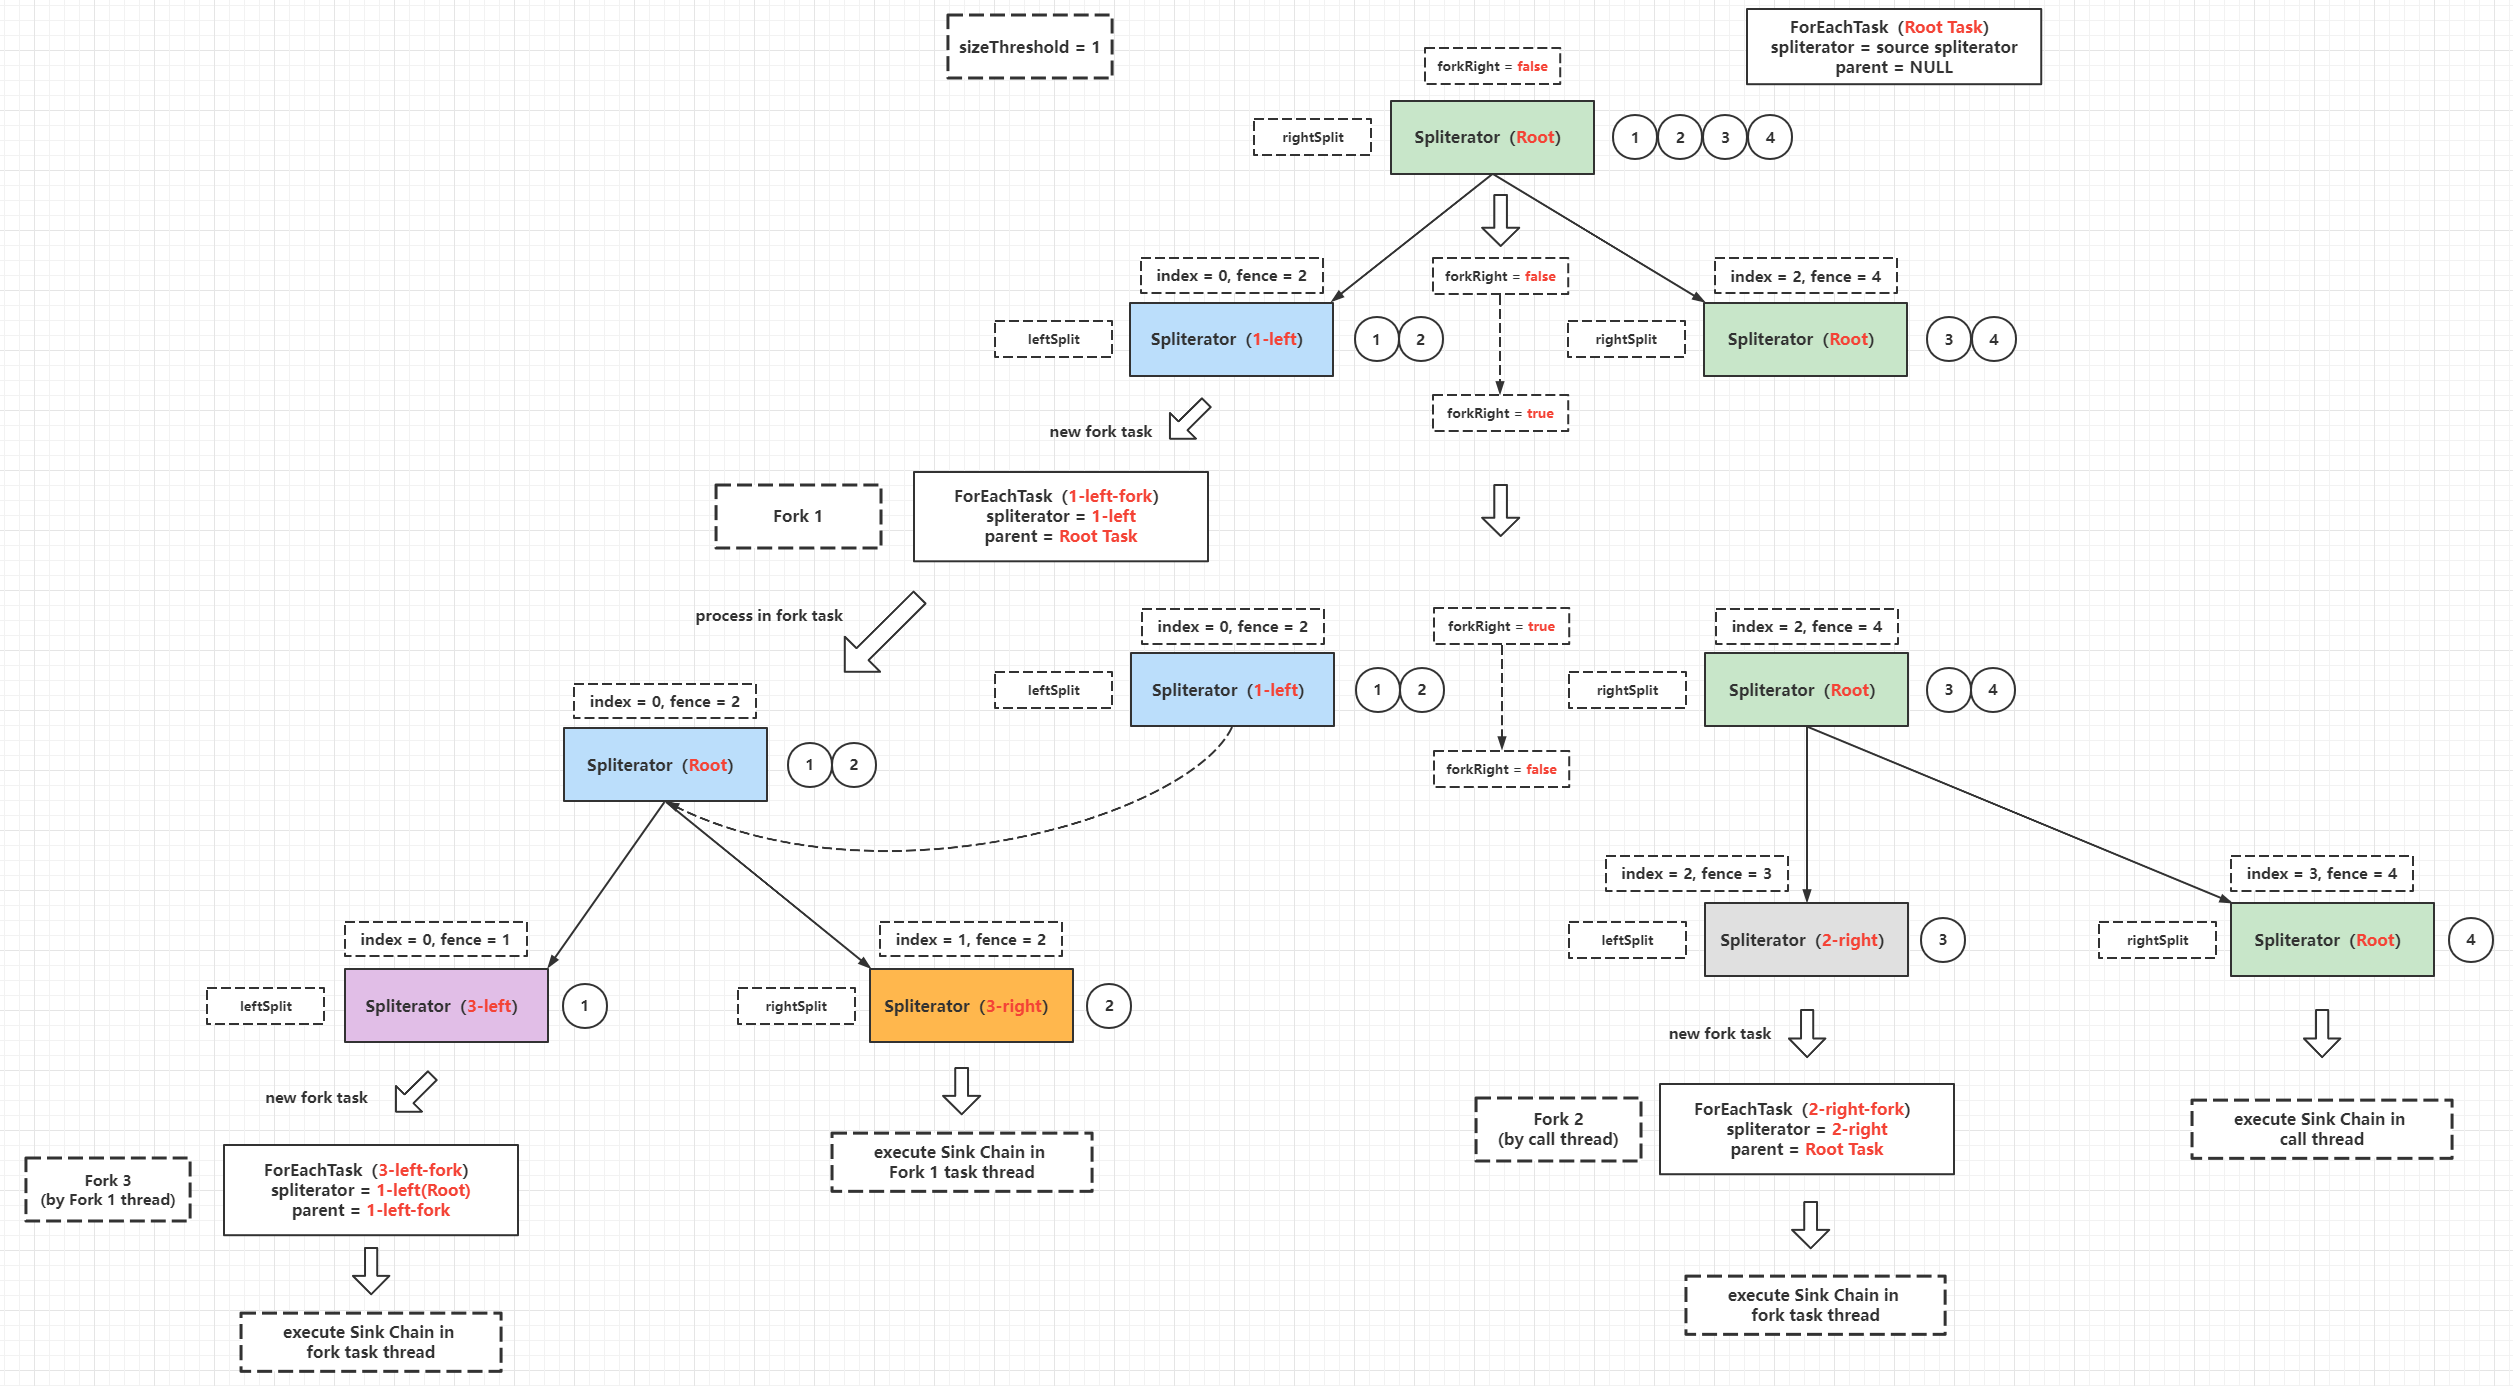 sizeThreshold = 1
ForEachTask (Root Task)
spliterator = source spliterator
parent = NULL
forkRight = false
rightSplit
Spliterator (Root)
1
2
3
4
index = 0, fence = 2
forkRight = false
index = 2, fence = 4
leftSplit
Spliterator (1-left)
1
2
rightSplit
Spliterator (Root)
3
4
forkRight = true
new fork task
Fork 1
ForEachTask (1-left-fork)
spliterator = 1-left
parent = Root Task
process in fork task
index = 0, fence = 2
forkRight = true
index = 2, fence = 4
leftSplit
Spliterator (1-left)
1
2
rightSplit
Spliterator (Root)
3
4
index = 0, fence = 2
Spliterator (Root)
1
2
forkRight = false
index = 2, fence = 3
index = 3, fence = 4
leftSplit
Spliterator (2-right)
3
rightSplit
Spliterator (Root)
4
index = 0, fence = 1
index = 1, fence = 2
leftSplit
Spliterator (3-left)
1
rightSplit
Spliterator (3-right)
2
new fork task
new fork task
Fork 2
(by call thread)
ForEachTask (2-right-fork)
spliterator = 2-right
parent = Root Task
execute Sink Chain in
call thread
execute Sink Chain in
Fork 1 task thread
Fork 3
(by Fork 1 thread)
ForEachTask (3-left-fork)
spliterator = 1-left(Root)
parent = 1-left-fork
execute Sink Chain in
fork task thread
execute Sink Chain in
fork task thread